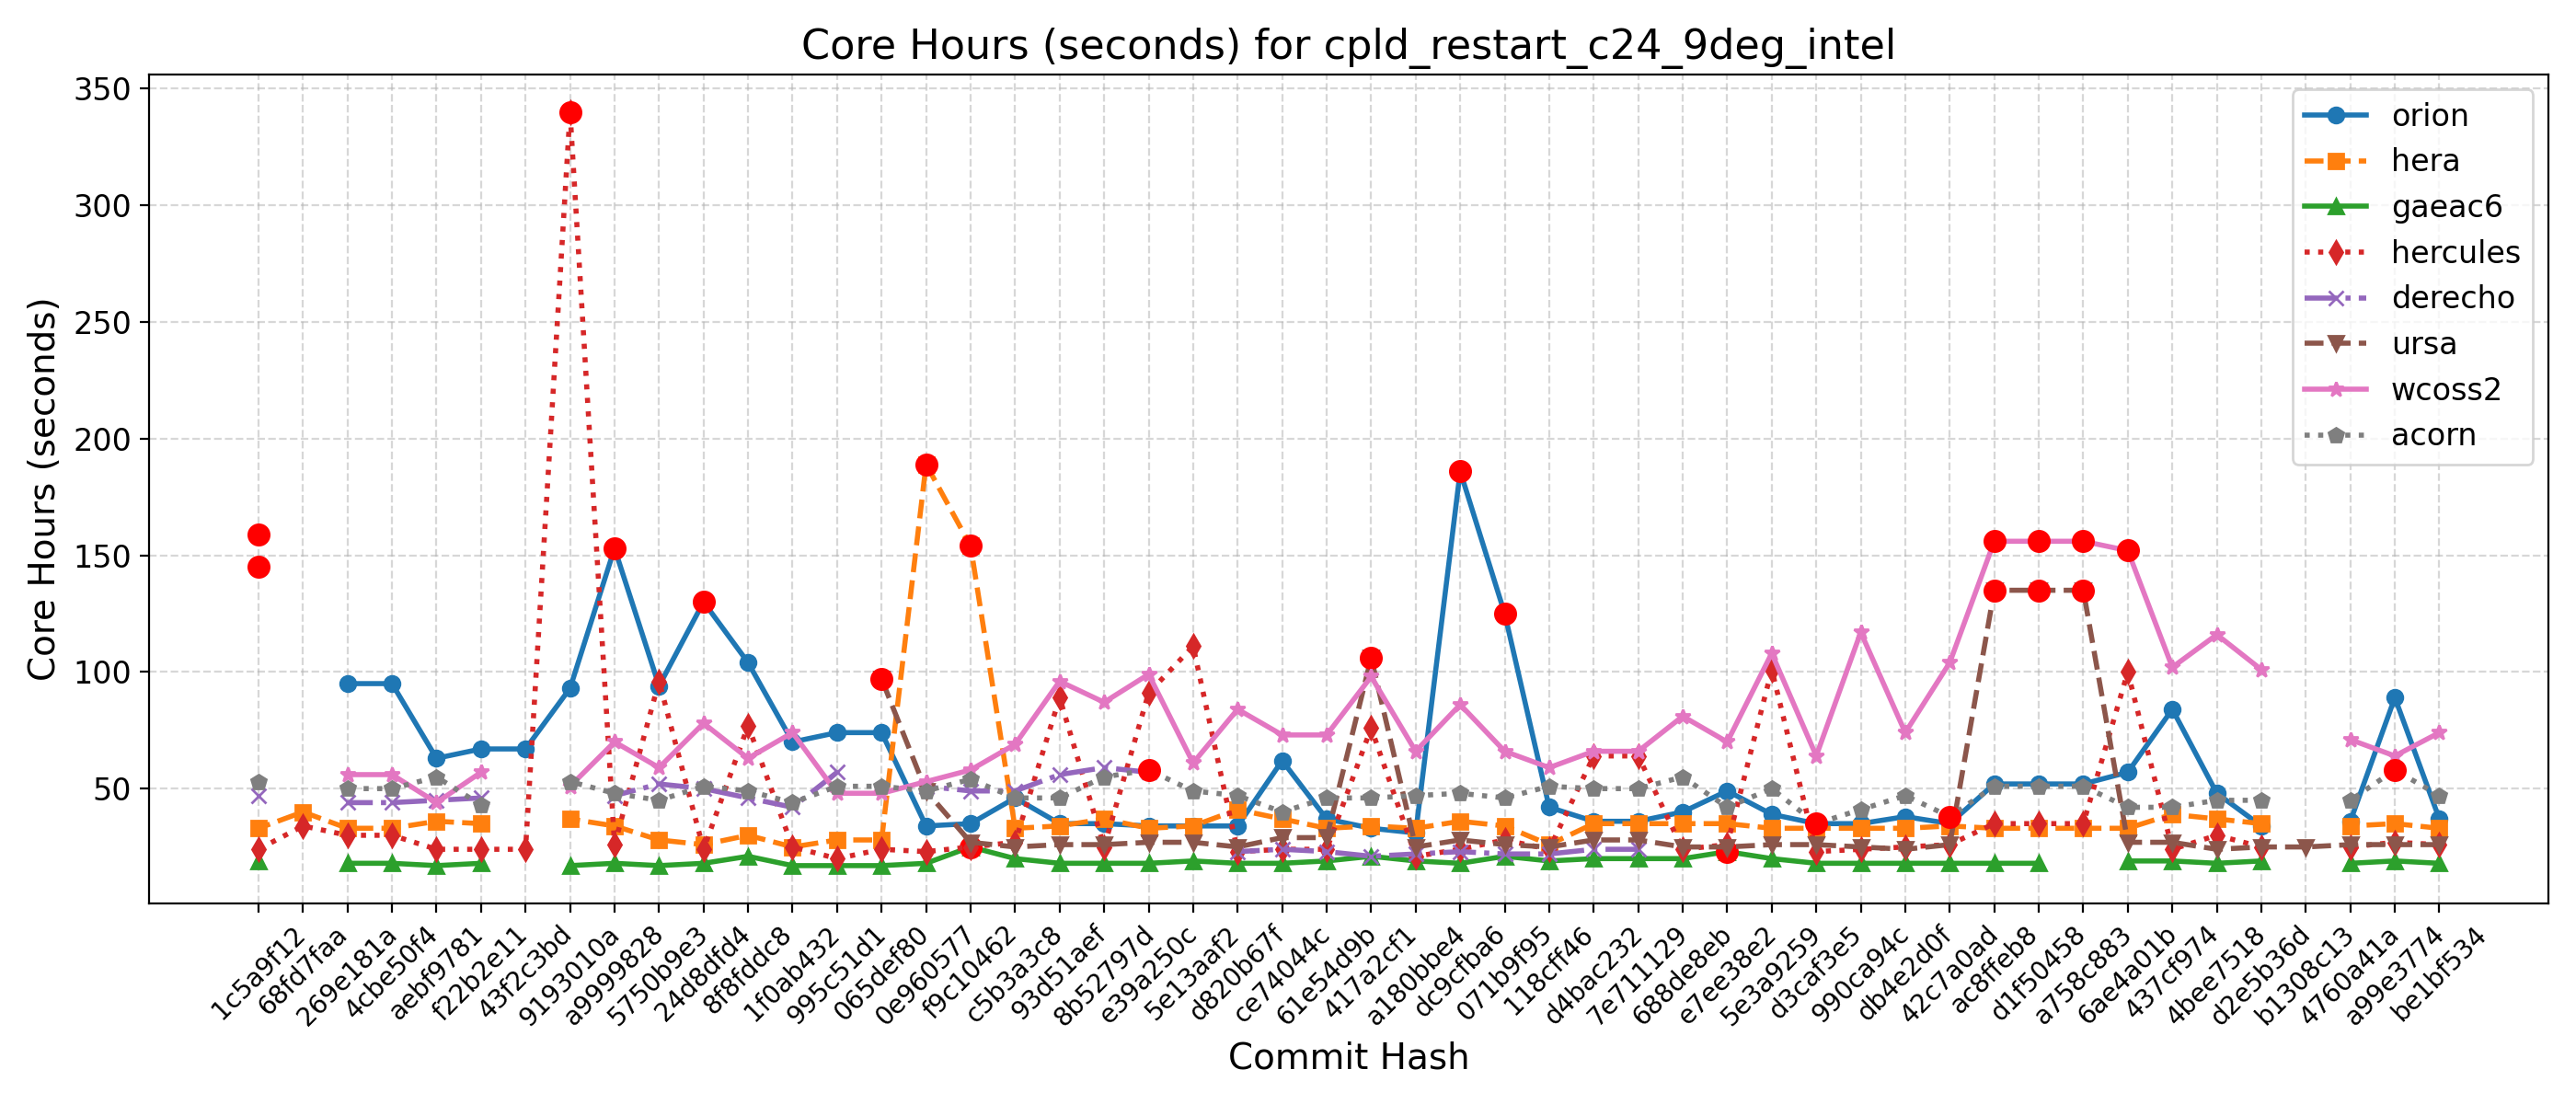 Core Hours (seconds) for cpld_restart_c24_9deg_intel
Core Hours (seconds)
350
300
250
200
150
100
50
orion
hera
gaeac6
hercules
derecho
ursa
wcoss2
acorn
1c5a9f12
68fd7faa
269e181a
4cbe50f4
aebf9781
f22b2e11
43f2c3bd
9193010a
a9999828
5750b9e3
24d8dfd4
8f8fddc8
1f0ab432
995c51d1
065def80
0e960577
f9c10462
c5b3a3c8
93d51aef
8b52797d
e39a250c
5e13aaf2
d820b67f
ce74044c
61e54d9b
417a2cf1
a180bbe4
dc9cfba6
071b9f95
118cff46
d4bac232
7e711129
688de8eb
e7ee38e2
5e3a9259
d3caf3e5
990ca94c
db4e2d0f
42c7a0ad
ac8ffeb8
d1f50458
a758c883
6ae4a01b
437cf974
4bee7518
d2e5b36d
b1308c13
4760a41a
a99e3774
be1bf534
Commit Hash